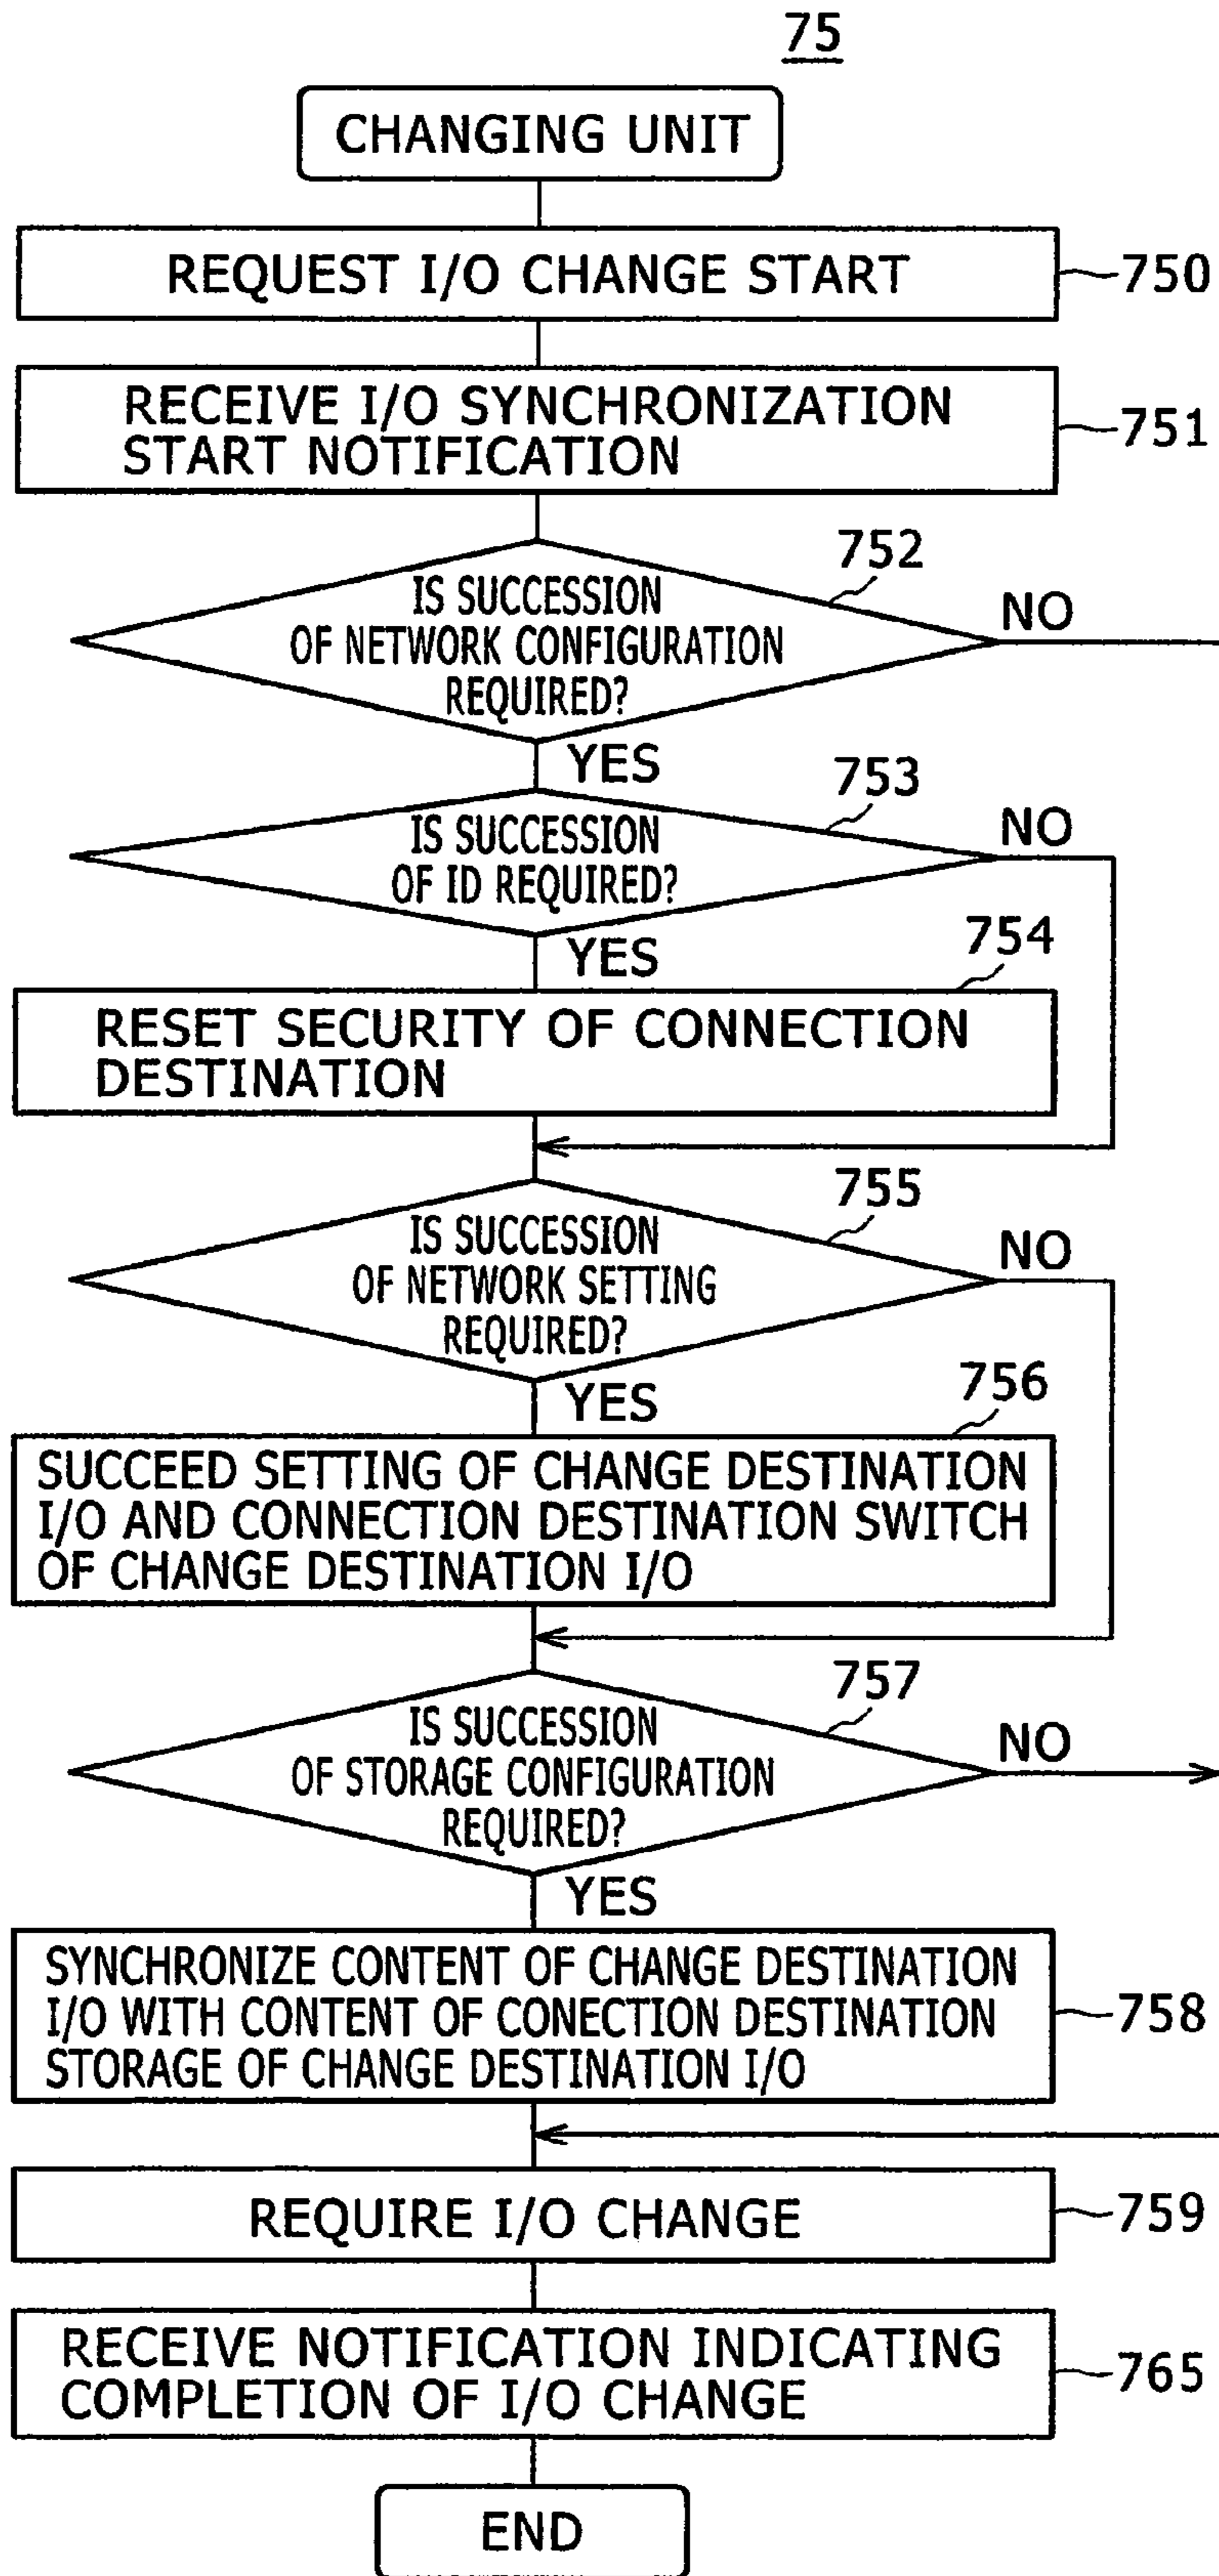 75
CHANGING UNIT
REQUEST I/O CHANGE START
750
RECEIVE I/O SYNCHRONIZATION
START NOTIFICATION
751
752
IS SUCCESSION
OF NETWORK CONFIGURATION
REQUIRED?
NO
YES
753
IS SUCCESSION
OF ID REQUIRED?
NO
YES
754
RESET SECURITY OF CONNECTION
DESTINATION
755
IS SUCCESSION
OF NETWORK SETTING
REQUIRED?
NO
YES
756
SUCCEED SETTING OF CHANGE DESTINATION
I/O AND CONNECTION DESTINATION SWITCH
OF CHANGE DESTINATION I/O
757
IS SUCCESSION
OF STORAGE CONFIGURATION
REQUIRED?
NO
YES
SYNCHRONIZE CONTENT OF CHANGE DESTINATION
I/O WITH CONTENT OF CONECTION DESTINATION
STORAGE OF CHANGE DESTINATION I/O
758
REQUIRE I/O CHANGE
759
RECEIVE NOTIFICATION INDICATING
COMPLETION OF I/O CHANGE
765
END